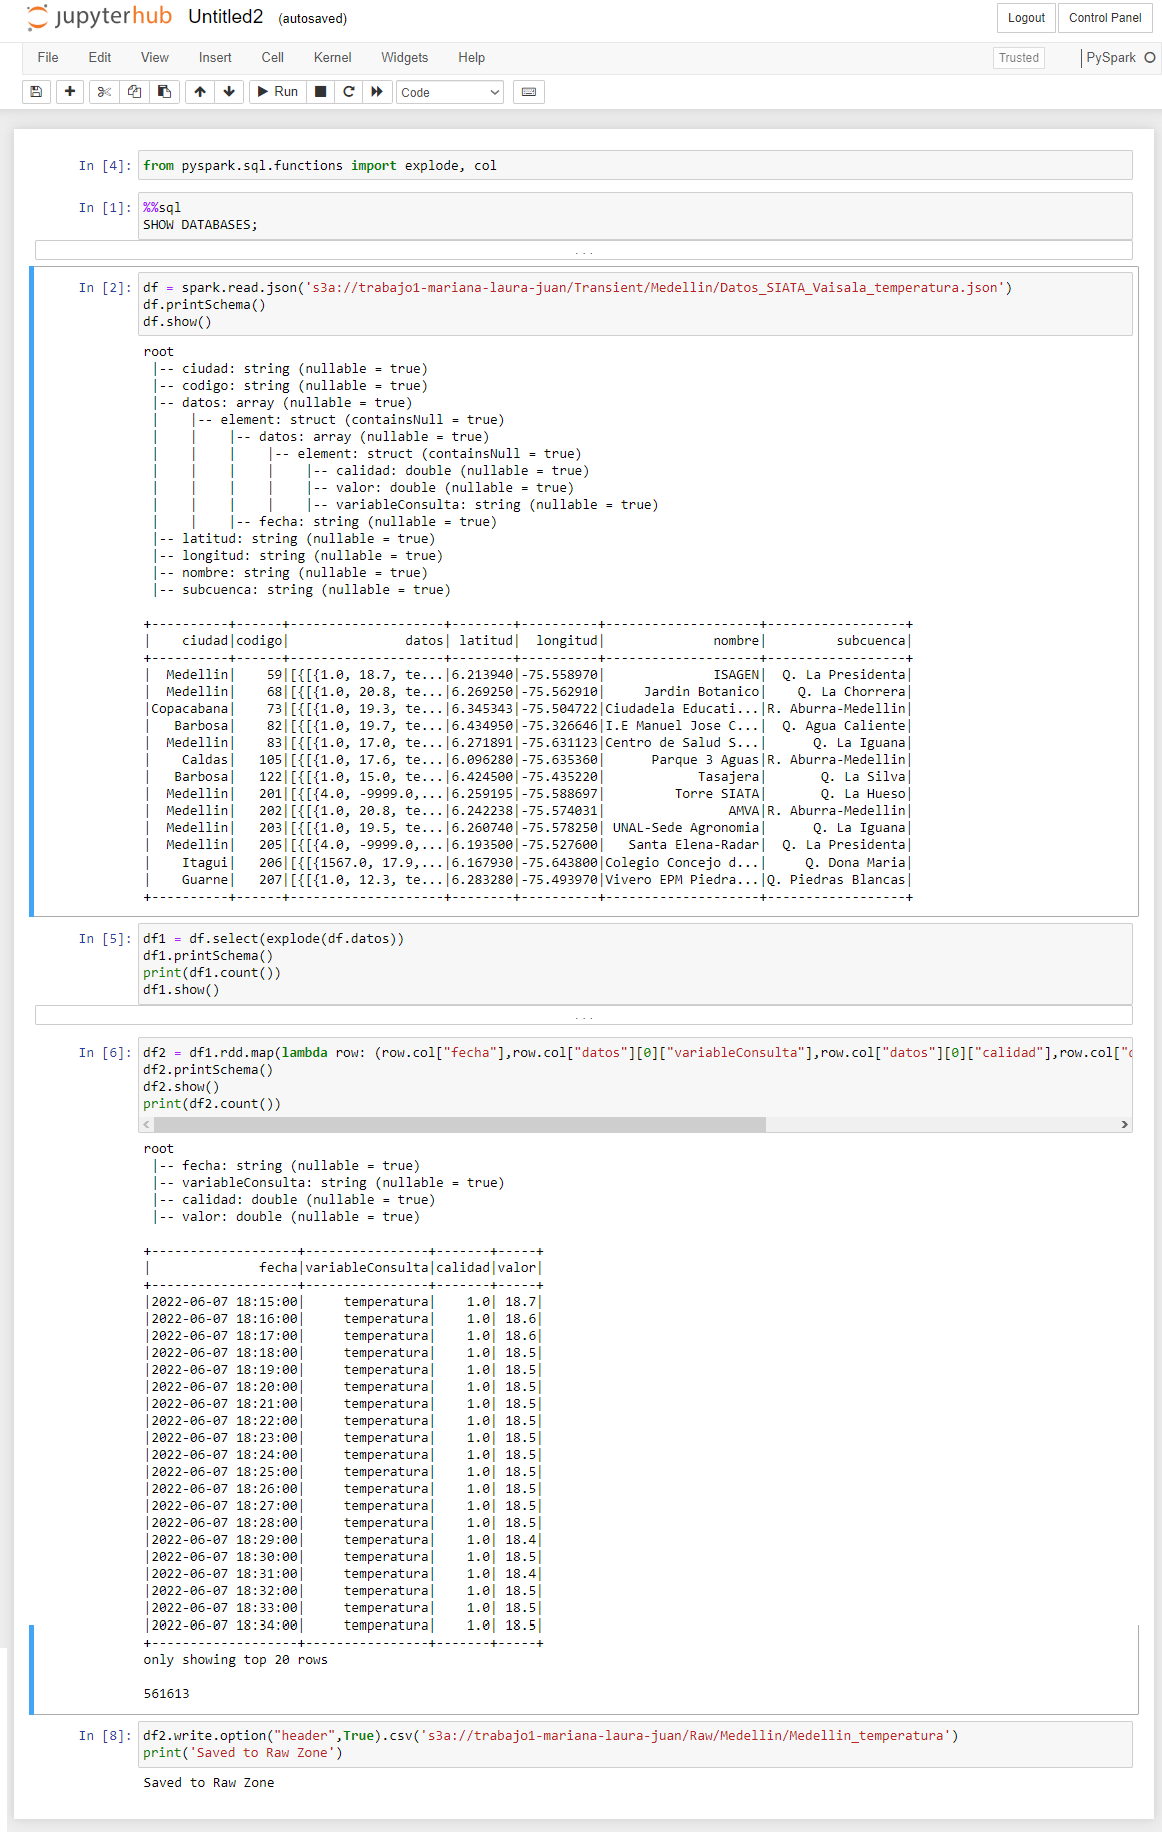 jupyterhub Untitled2 (autosaved) Logout Control Panel
File Edit View Insert Cell Kernel Widgets Help Trusted PySpark
Run Code
In [4]: from pyspark.sql.functions import explode, col
In [1]: %%sql
SHOW DATABASES;
...
In [2]: df = spark.read.json('s3a://trabajo1-mariana-laura-juan/Transient/Medellin/Datos_SIATA_Vaisala_temperatura.json')
df.printSchema()
df.show()
root
 |-- ciudad: string (nullable = true)
 |-- codigo: string (nullable = true)
 |-- datos: array (nullable = true)
 |    |-- element: struct (containsNull = true)
 |    |    |-- datos: array (nullable = true)
 |    |    |    |-- element: struct (containsNull = true)
 |    |    |    |    |-- calidad: double (nullable = true)
 |    |    |    |    |-- valor: double (nullable = true)
 |    |    |    |    |-- variableConsulta: string (nullable = true)
 |    |    |-- fecha: string (nullable = true)
 |-- latitud: string (nullable = true)
 |-- longitud: string (nullable = true)
 |-- nombre: string (nullable = true)
 |-- subcuenca: string (nullable = true)
+----------+------+--------------------+--------+----------+--------------------+------------------+
|    ciudad|codigo|               datos| latitud|  longitud|              nombre|         subcuenca|
+----------+------+--------------------+--------+----------+--------------------+------------------+
|  Medellin|    59|[{[{1.0, 18.7, te...|6.213940|-75.558970|              ISAGEN|  Q. La Presidenta|
|  Medellin|    68|[{[{1.0, 20.8, te...|6.269250|-75.562910|     Jardin Botanico|    Q. La Chorrera|
|Copacabana|    73|[{[{1.0, 19.3, te...|6.345343|-75.504722|Ciudadela Educati...|R. Aburra-Medellin|
|   Barbosa|    82|[{[{1.0, 19.7, te...|6.434950|-75.326646|I.E Manuel Jose C...|  Q. Agua Caliente|
|  Medellin|    83|[{[{1.0, 17.0, te...|6.271891|-75.631123|Centro de Salud S...|      Q. La Iguana|
|    Caldas|   105|[{[{1.0, 17.6, te...|6.096280|-75.635360|      Parque 3 Aguas|R. Aburra-Medellin|
|   Barbosa|   122|[{[{1.0, 15.0, te...|6.424500|-75.435220|            Tasajera|       Q. La Silva|
|  Medellin|   201|[{[{4.0, -9999.0,...|6.259195|-75.588697|         Torre SIATA|       Q. La Hueso|
|  Medellin|   202|[{[{1.0, 20.8, te...|6.242238|-75.574031|                AMVA|R. Aburra-Medellin|
|  Medellin|   203|[{[{1.0, 19.5, te...|6.260740|-75.578250| UNAL-Sede Agronomia|      Q. La Iguana|
|  Medellin|   205|[{[{4.0, -9999.0,...|6.193500|-75.527600|   Santa Elena-Radar|  Q. La Presidenta|
|    Itagui|   206|[{[{1567.0, 17.9,...|6.167930|-75.643800|Colegio Concejo d...|     Q. Dona Maria|
|    Guarne|   207|[{[{1.0, 12.3, te...|6.283280|-75.493970|Vivero EPM Piedra...|Q. Piedras Blancas|
+----------+------+--------------------+--------+----------+--------------------+------------------+
In [5]: df1 = df.select(explode(df.datos))
df1.printSchema()
print(df1.count())
df1.show()
...
In [6]: df2 = df1.rdd.map(lambda row: (row.col["fecha"],row.col["datos"][0]["variableConsulta"],row.col["datos"][0]["calidad"],row.col["
df2.printSchema()
df2.show()
print(df2.count())
root
 |-- fecha: string (nullable = true)
 |-- variableConsulta: string (nullable = true)
 |-- calidad: double (nullable = true)
 |-- valor: double (nullable = true)
+-------------------+----------------+-------+-----+
|              fecha|variableConsulta|calidad|valor|
+-------------------+----------------+-------+-----+
|2022-06-07 18:15:00|     temperatura|    1.0| 18.7|
|2022-06-07 18:16:00|     temperatura|    1.0| 18.6|
|2022-06-07 18:17:00|     temperatura|    1.0| 18.6|
|2022-06-07 18:18:00|     temperatura|    1.0| 18.5|
|2022-06-07 18:19:00|     temperatura|    1.0| 18.5|
|2022-06-07 18:20:00|     temperatura|    1.0| 18.5|
|2022-06-07 18:21:00|     temperatura|    1.0| 18.5|
|2022-06-07 18:22:00|     temperatura|    1.0| 18.5|
|2022-06-07 18:23:00|     temperatura|    1.0| 18.5|
|2022-06-07 18:24:00|     temperatura|    1.0| 18.5|
|2022-06-07 18:25:00|     temperatura|    1.0| 18.5|
|2022-06-07 18:26:00|     temperatura|    1.0| 18.5|
|2022-06-07 18:27:00|     temperatura|    1.0| 18.5|
|2022-06-07 18:28:00|     temperatura|    1.0| 18.5|
|2022-06-07 18:29:00|     temperatura|    1.0| 18.4|
|2022-06-07 18:30:00|     temperatura|    1.0| 18.5|
|2022-06-07 18:31:00|     temperatura|    1.0| 18.4|
|2022-06-07 18:32:00|     temperatura|    1.0| 18.5|
|2022-06-07 18:33:00|     temperatura|    1.0| 18.5|
|2022-06-07 18:34:00|     temperatura|    1.0| 18.5|
+-------------------+----------------+-------+-----+
only showing top 20 rows
561613
In [8]: df2.write.option("header",True).csv('s3a://trabajo1-mariana-laura-juan/Raw/Medellin/Medellin_temperatura')
print('Saved to Raw Zone')
Saved to Raw Zone